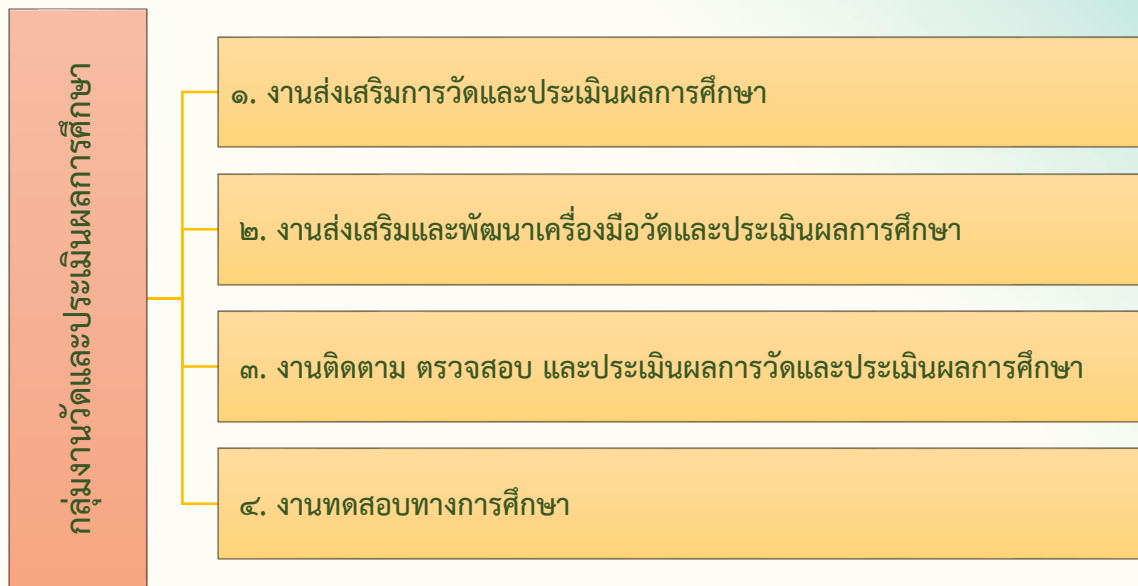 กลุ่มงานวัดและประเมินผลการศึกษา
๑. งานส่งเสริมการวัดและประเมินผลการศึกษา
๒. งานส่งเสริมและพัฒนาเครื่องมือวัดและประเมินผลการศึกษา
๓. งานติดตาม ตรวจสอบ และประเมินผลการวัดและประเมินผลการศึกษา
๔. งานทดสอบทางการศึกษา